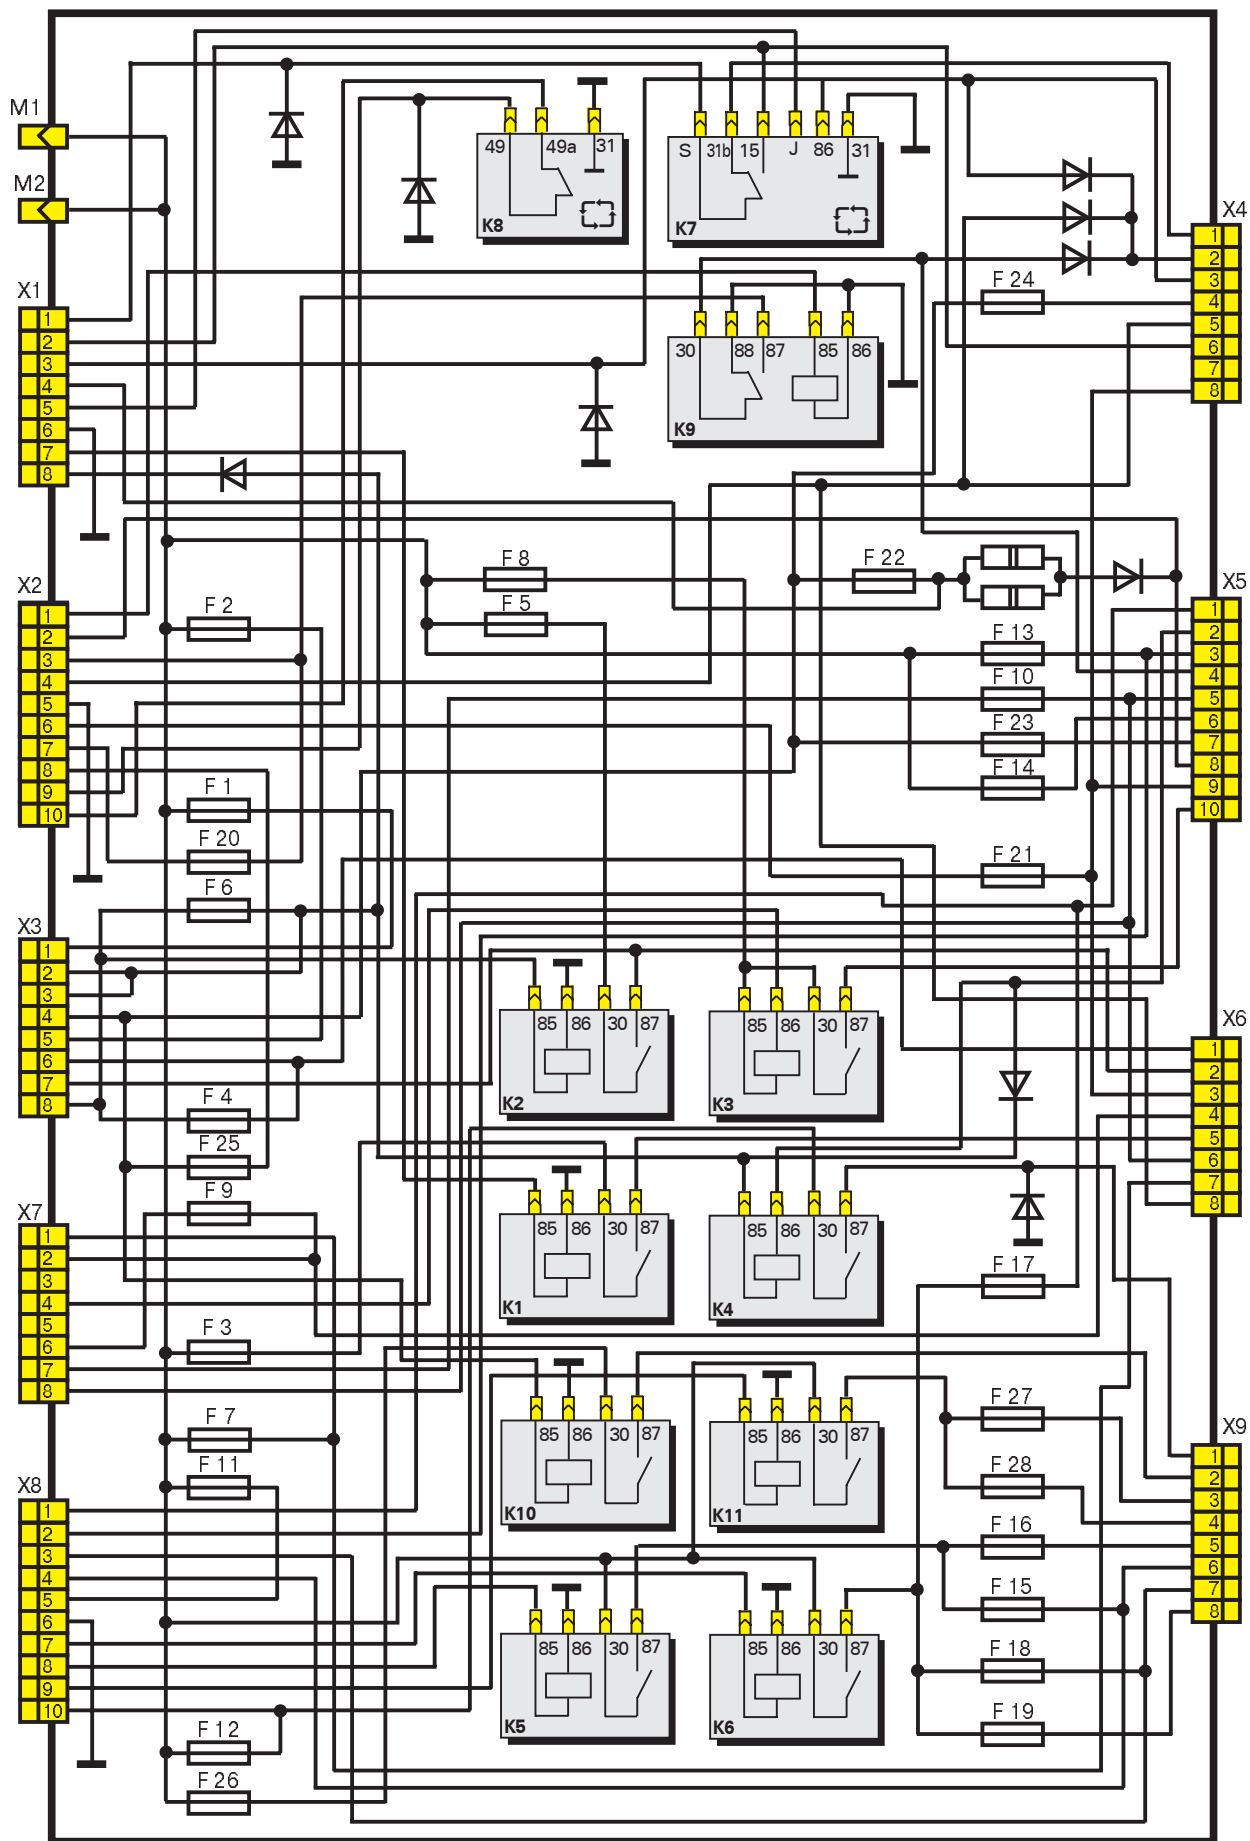 M1
M2
X1
1
2
3
4
5
6
7
8
X2
1
2
3
4
5
6
7
8
9
10
X3
1
2
3
4
5
6
7
8
X7
1
2
3
4
5
6
7
8
X8
1
2
3
4
5
6
7
8
9
10
49
49a
31
K8
S
31b
15
J
86
31
K7
30
88
87
85
86
K9
F 24
F 8
F 5
F 22
F 2
F 13
F 10
F 23
F 14
F 1
F 20
F 6
F 21
85
86
30
87
K2
85
86
30
87
K3
F 4
F 25
F 9
85
86
30
87
K1
85
86
30
87
K4
F 17
F 3
F 7
F 11
85
86
30
87
K10
85
86
30
87
K11
F 27
F 28
F 16
F 15
F 18
F 19
85
86
30
87
K5
85
86
30
87
K6
F 12
F 26
X4
1
2
3
4
5
6
7
8
X5
1
2
3
4
5
6
7
8
9
10
X6
1
2
3
4
5
6
7
8
X9
1
2
3
4
5
6
7
8